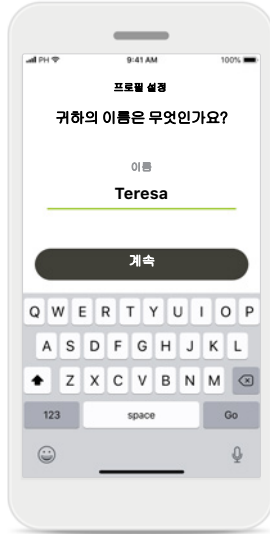 PH 9:41 AM 100%
프로필 설정
귀하의 이름은 무엇인가요?
이름
Teresa
계속
Q W E R T Y U I O P
A S D F G H J K L
Z X C V B N M
123 space Go